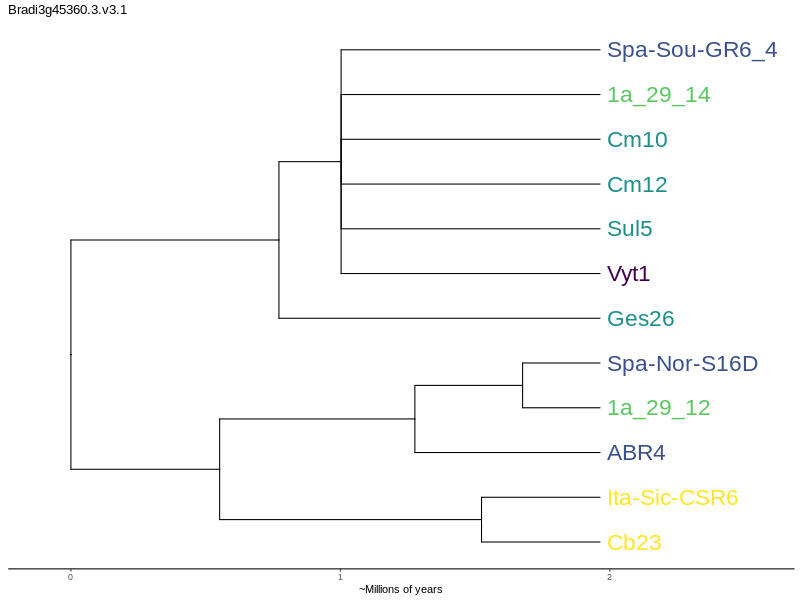 Bradi3g45360.3.v3.1
Spa-Sou-GR6_4
1a_29_14
Cm10
Cm12
Sul5
Vyt1
Ges26
Spa-Nor-S16D
1a_29_12
ABR4
Ita-Sic-CSR6
Cb23
0 1 2
~Millions of years